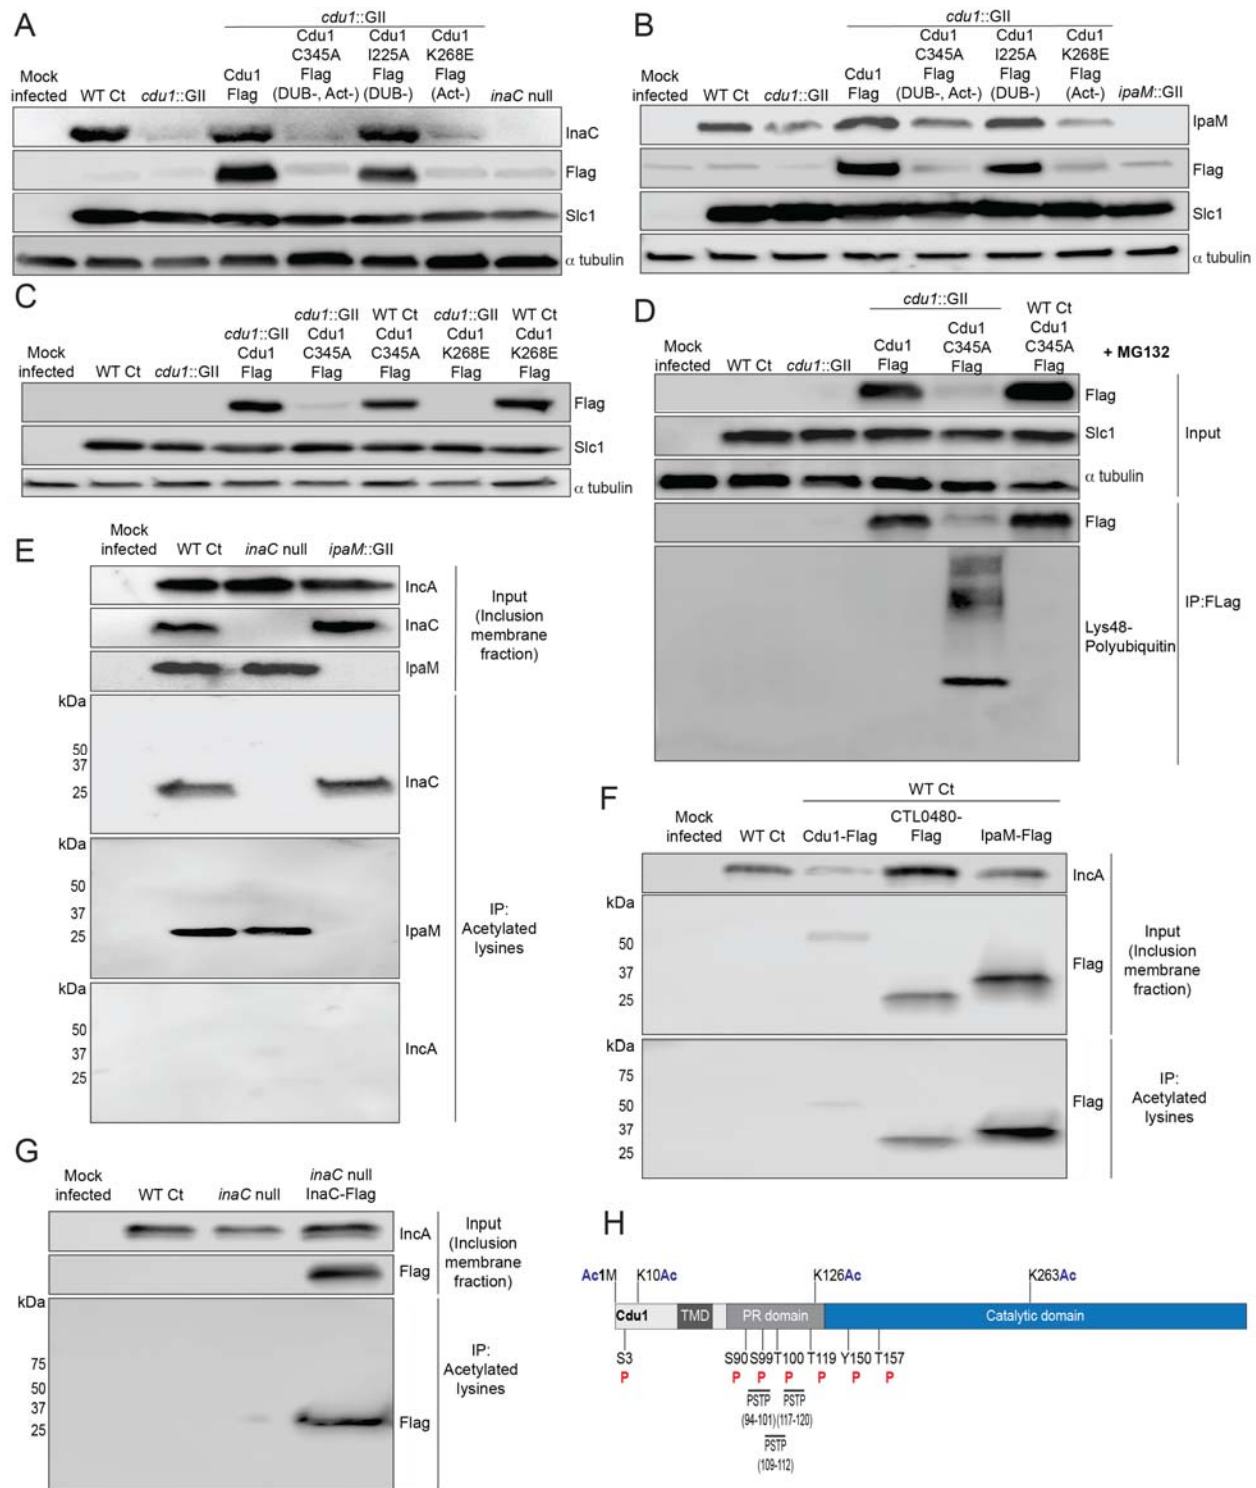 A
cdu1::GII
Mock
infected
WT Ct
cdu1::GII
Cdu1
Flag
Cdu1
C345A
Flag
(DUB-, Act-)
Cdu1
I225A
Flag
(DUB-)
Cdu1
K268E
Flag
(Act-)
inaC null
InaC
Flag
Slc1
α tubulin
B
cdu1::GII
Mock
infected
WT Ct
cdu1::GII
Cdu1
Flag
Cdu1
C345A
Flag
(DUB-, Act-)
Cdu1
I225A
Flag
(DUB-)
Cdu1
K268E
Flag
(Act-)
ipaM::GII
IpaM
Flag
Slc1
α tubulin
C
Mock
infected
WT Ct
cdu1::GII
cdu1::GII
Cdu1
Flag
cdu1::GII
Cdu1
C345A
Flag
WT Ct
Cdu1
C345A
Flag
cdu1::GII
Cdu1
K268E
Flag
WT Ct
Cdu1
K268E
Flag
Flag
Slc1
α tubulin
D
cdu1::GII
Mock
infected
WT Ct
cdu1::GII
Cdu1
Flag
Cdu1
C345A
Flag
WT Ct
Cdu1
C345A
Flag
+ MG132
Flag
Slc1
α tubulin
Input
Flag
Lys48-
Polyubiquitin
IP:FLag
E
Mock
infected
WT Ct
inaC null
ipaM::GII
IncA
InaC
IpaM
Input
(Inclusion
membrane
fraction)
kDa
50
37
25
InaC
kDa
50
37
25
IpaM
kDa
50
37
25
IncA
IP:
Acetylated
lysines
F
WT Ct
Mock
infected
WT Ct
Cdu1-Flag
CTL0480-
Flag
IpaM-Flag
IncA
kDa
50
37
25
Flag
Input
(Inclusion
membrane
fraction)
kDa
75
50
37
25
Flag
IP:
Acetylated
lysines
G
Mock
infected
WT Ct
inaC null
inaC null
InaC-Flag
IncA
Flag
Input
(Inclusion
membrane
fraction)
kDa
75
50
37
25
Flag
IP:
Acetylated
lysines
H
Ac1M
K10Ac
K126Ac
K263Ac
Cdu1
TMD
PR domain
Catalytic domain
S3
S90
S99
T100
T119
Y150
T157
P
P
P
P
P
P
P
PSTP
(94-101)
PSTP
(117-120)
PSTP
(109-112)